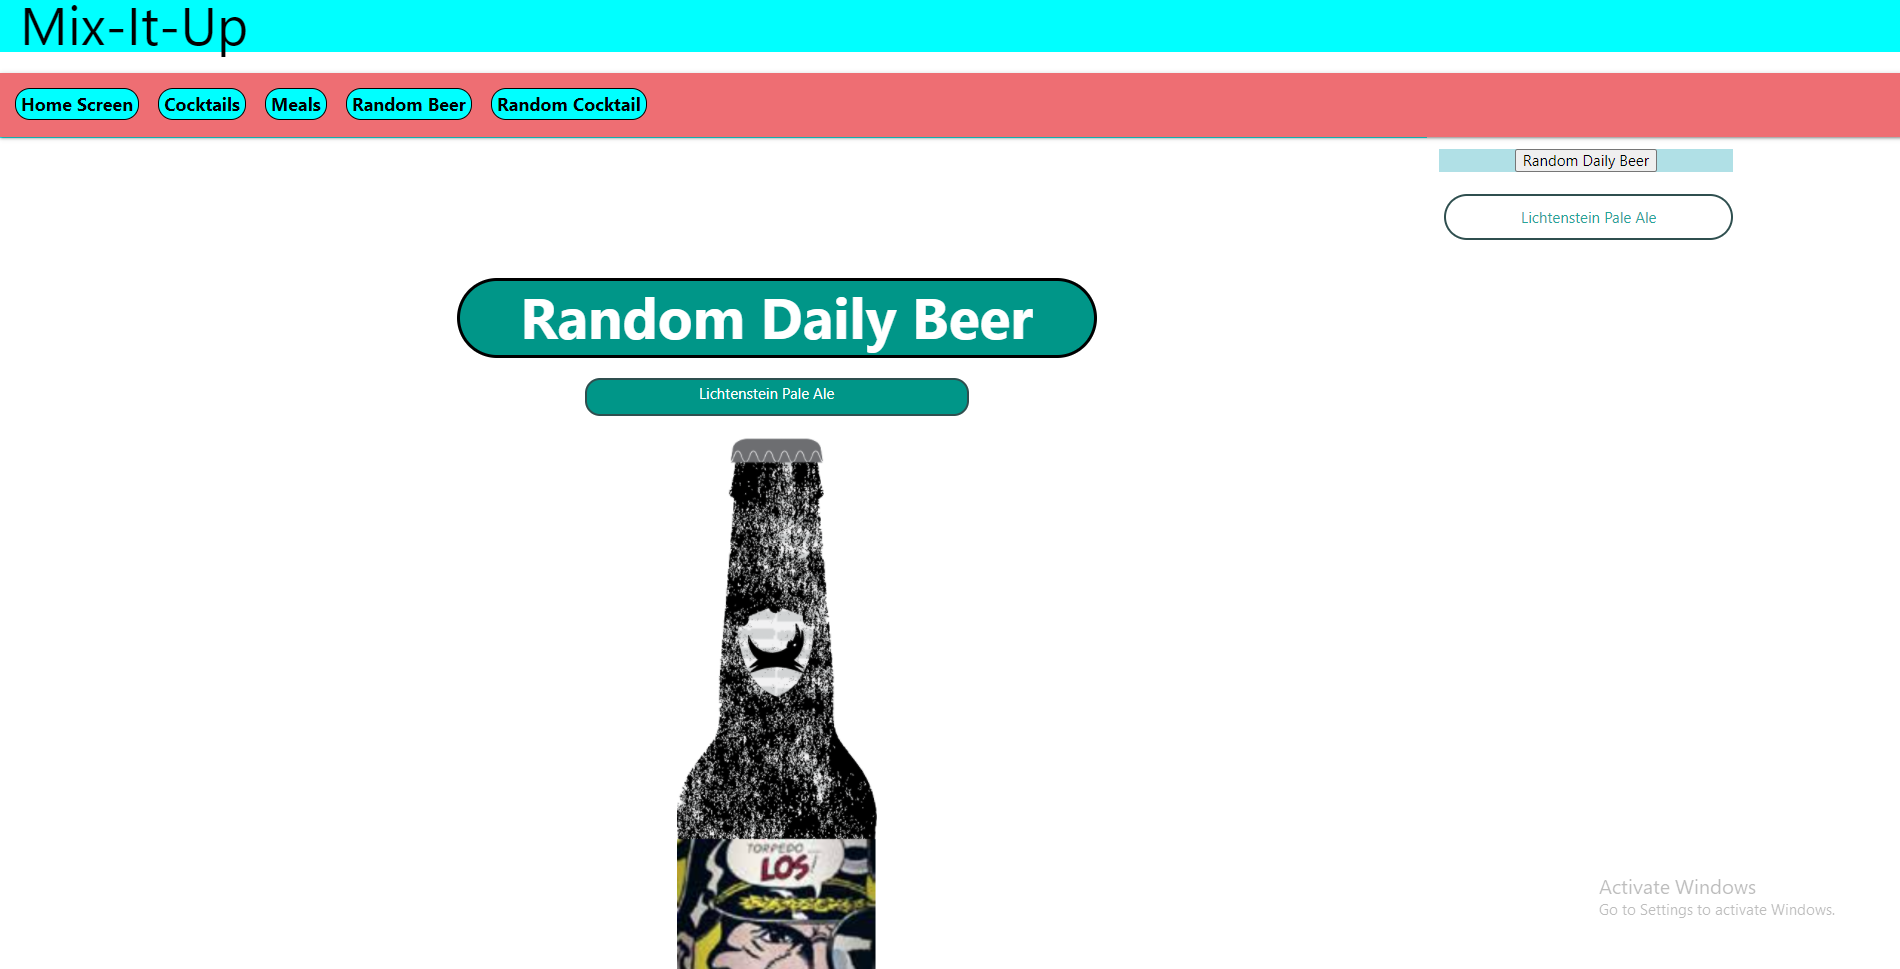 Mix-It-Up
Home Screen
Cocktails
Meals
Random Beer
Random Cocktail
Random Daily Beer
Lichtenstein Pale Ale
Random Daily Beer
Lichtenstein Pale Ale
TORPEDO ...
LOS!
Activate Windows
Go to Settings to activate Windows.